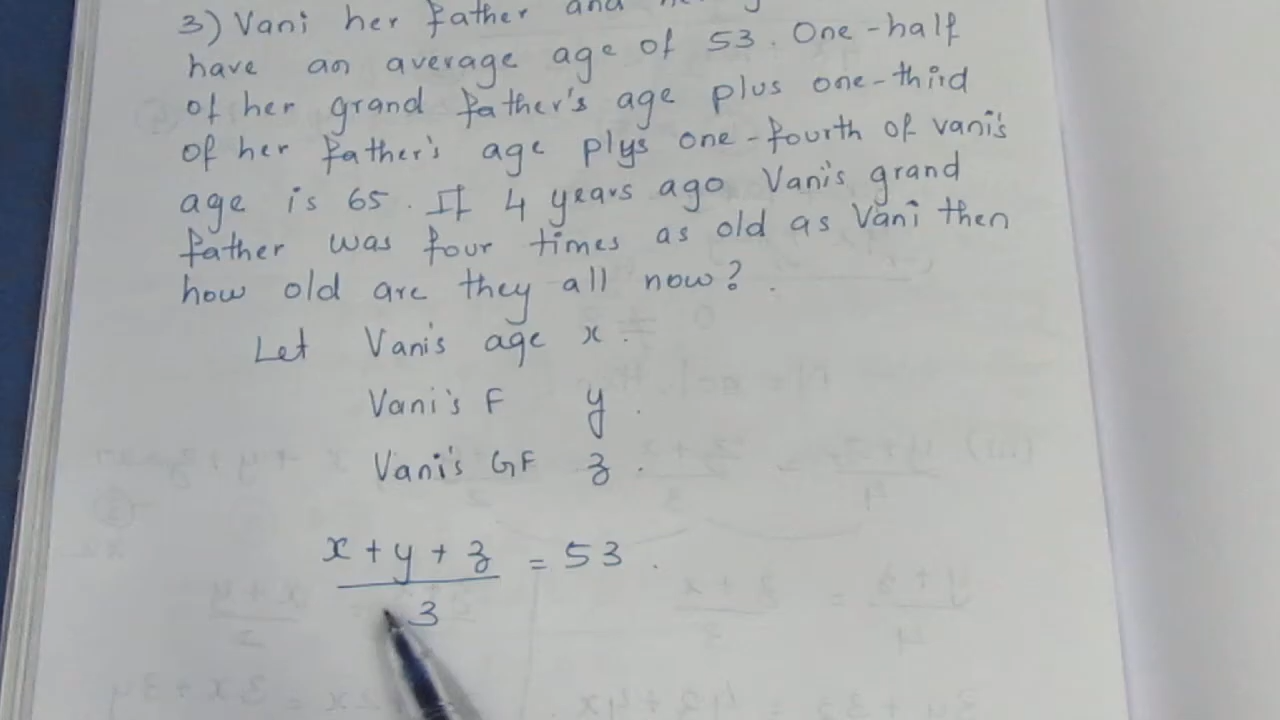 3) Vani her father and
have an average age of 53. One-half
of her grand father's age plus one-third
of her father's age plys one-fourth of vani's
age is 65. If 4 years ago Vani's grand
father was four times as old as Vani then
how old are they all now?
Let Vani's age x.
Vani's F y.
Vani's GF z.
x + y + z = 53.
3